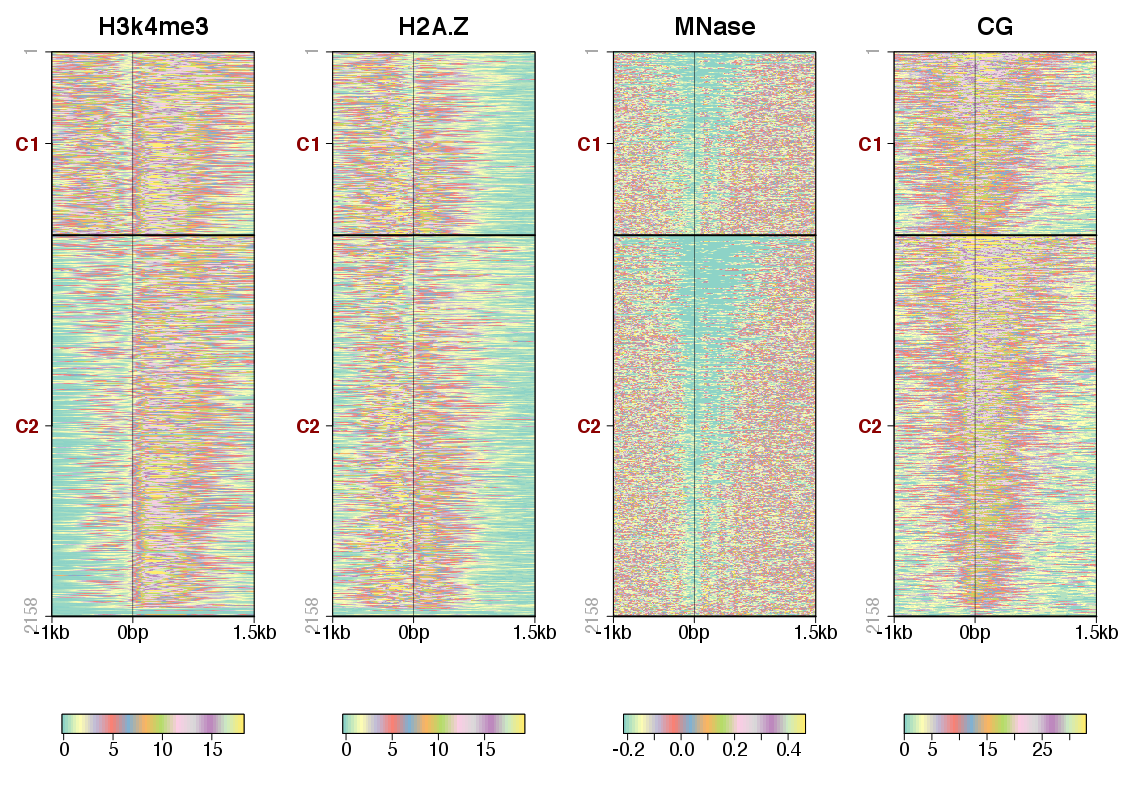 H3k4me3 H2A.Z MNase CG
1 1 1 1
C1 C1 C1 C1
C2 C2 C2 C2
2158 2158 2158 2158
-1kb 0bp 1.5kb -1kb 0bp 1.5kb -1kb 0bp 1.5kb -1kb 0bp 1.5kb
0 5 10 15 0 5 10 15 -0.2 0.0 0.2 0.4 0 5 15 25